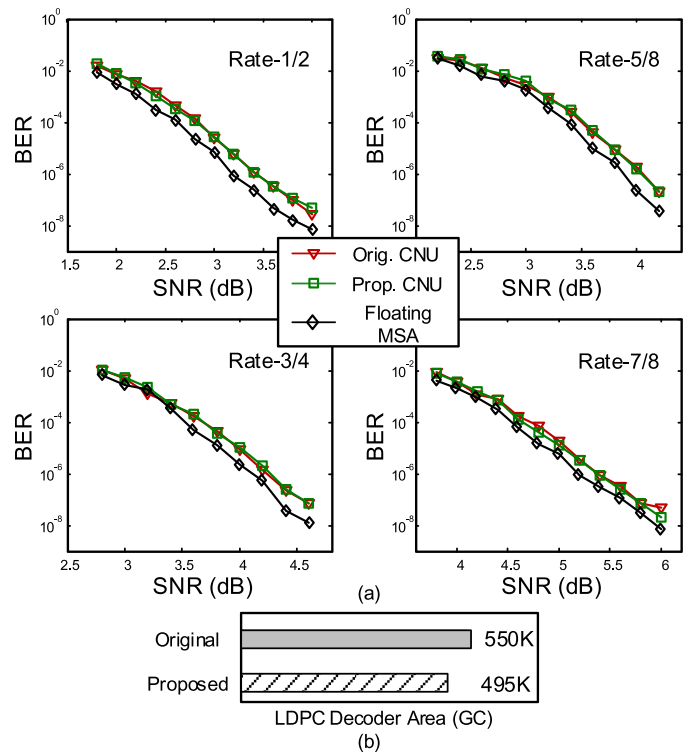 (a)
Rate-1/2
BER
10^0
10^-2
10^-4
10^-6
10^-8
1.5 2 2.5 3 3.5
SNR (dB)
Rate-5/8
BER
10^0
10^-2
10^-4
10^-6
10^-8
3 3.5 4
SNR (dB)
Orig. CNU
Prop. CNU
Floating
MSA
Rate-3/4
BER
10^0
10^-2
10^-4
10^-6
10^-8
2.5 3 3.5 4 4.5
SNR (dB)
Rate-7/8
BER
10^0
10^-2
10^-4
10^-6
10^-8
4 4.5 5 5.5 6
SNR (dB)
(a)
Original 550K
Proposed 495K
LDPC Decoder Area (GC)
(b)